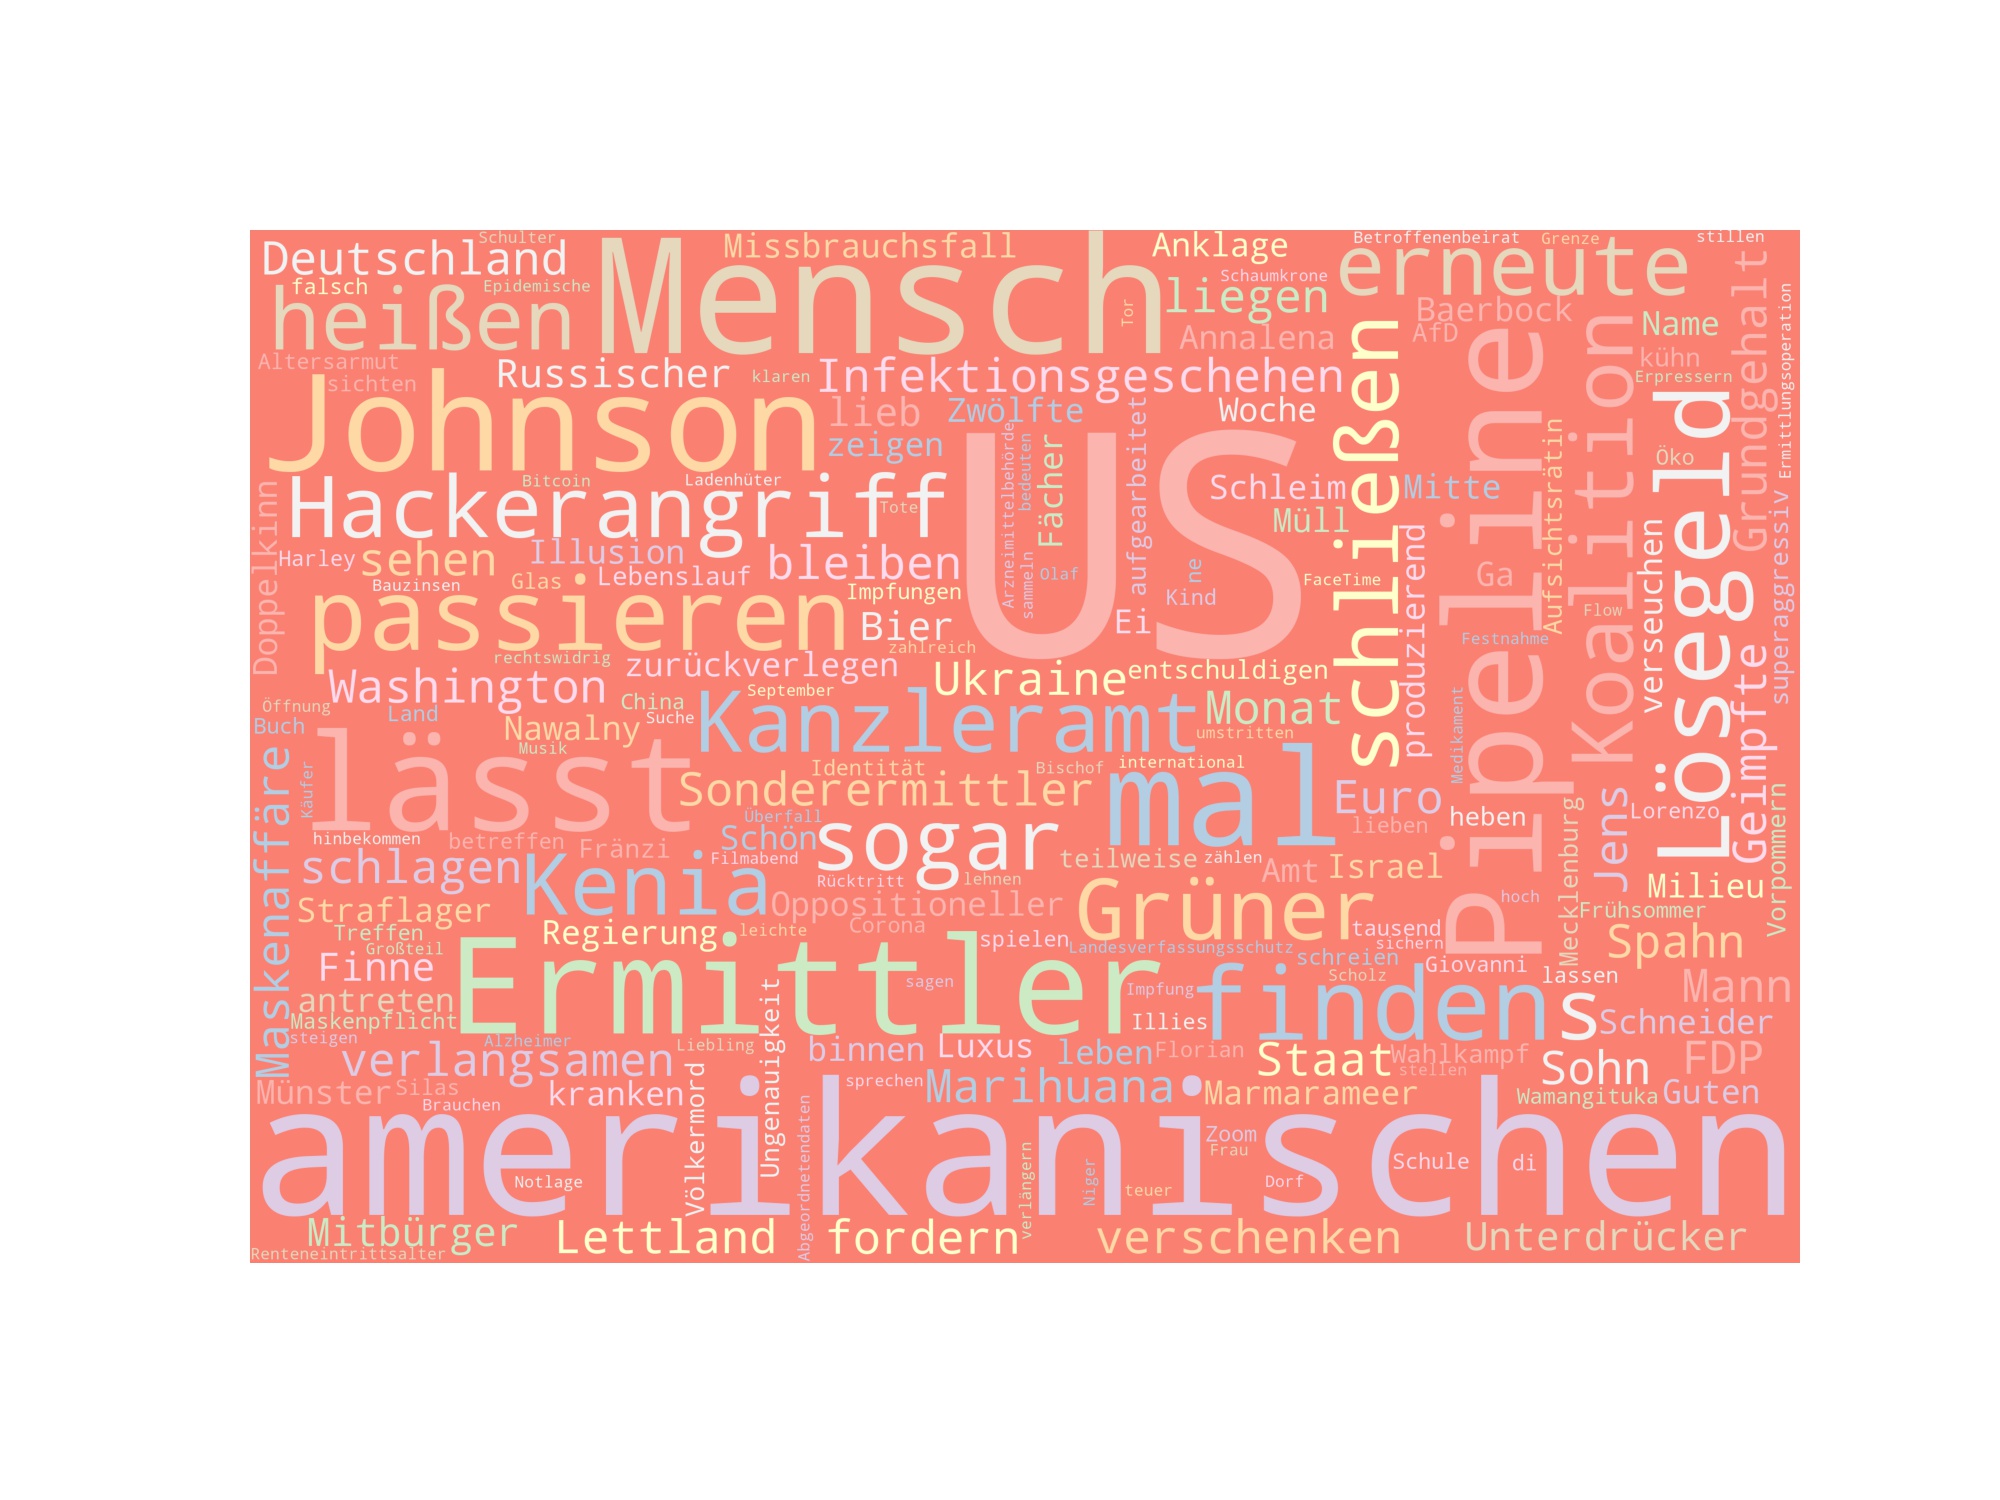 Schulter
Deutschland
Mensch
Missbrauchsfall
Anklage
Betroffenenbeirat
Grenze
stillen
erneute
falsch
Epidemische
heißen
Schaumkrone
liegen
Tor
Baerbock
AfD
Name
Grundgehalt
Ermittlungsoperation
Annalena
kühn
Altersarmut
sichten
Johnson
Russischer
klaren
Infektionsgeschehen
Erpressern
lieb
Zwölfte
Woche
zeigen
US
schließen
Pipeline
Koalition
Lösegeld
Hackerangriff
Bitcoin
Ladenhüter
Tote
Arzneimittelbehörde
bedeuten
Fächer
aufgearbeitet
Schleim
Mitte
Müll
Aufsichtsrätin
Öko
superaggressiv
Doppelkinn
Harley
sehen
Illusion
bleiben
Bauzinsen
Glas
Lebenslauf
Impfungen
sammeln
Olaf
ne
Kind
FaceTime
produzierend
Ga
Flow
verseuchen
passieren
Bier
Ei
zahlreich
Festnahme
rechtswidrig
zurückverlegen
Ukraine
entschuldigen
Geimpfte
Washington
September
Öffnung
Land
China
Buch
Nawalny
Suche
Kanzleramt
Monat
umstritten
Medikament
Musik
lässt
Maskenaffäre
Käufer
Identität
Bischof
international
mal
Sonderermittler
Euro
heben
Mecklenburg
Jens
Lorenzo
Vorpommern
hinbekommen
betreffen
Fränzi
Überfall
Schön
sogar
lieben
schlagen
Kenia
Filmabend
teilweise
zählen
Amt
Israel
Rücktritt
lehnen
Milieu
Straflager
Oppositioneller
Grüner
hoch
Frühsommer
Treffen
Großteil
Regierung
leichte
Corona
spielen
Landesverfassungsschutz
tausend
sichern
Spahn
Finne
Ermittler
schreien
Giovanni
lassen
Scholz
antreten
Ungenauigkeit
sagen
Impfung
finden
s
Mann
Maskenpflicht
Illies
Schneider
steigen
Alzheimer
Liebling
verlangsamen
binnen
Luxus
leben
Florian
Staat
Wahlkampf
stellen
Sohn
FDP
Münster
Silas
Brauchen
kranken
Völkermord
sprechen
Marihuana
Marmarameer
Wamangituka
Guten
amerikanischen
Abgeordnetendaten
Zoom
Frau
Schule
di
Notlage
verlängern
Niger
teuer
Dorf
Mitbürger
Lettland
fordern
verschenken
Unterdrücker
Renteneintrittsalter